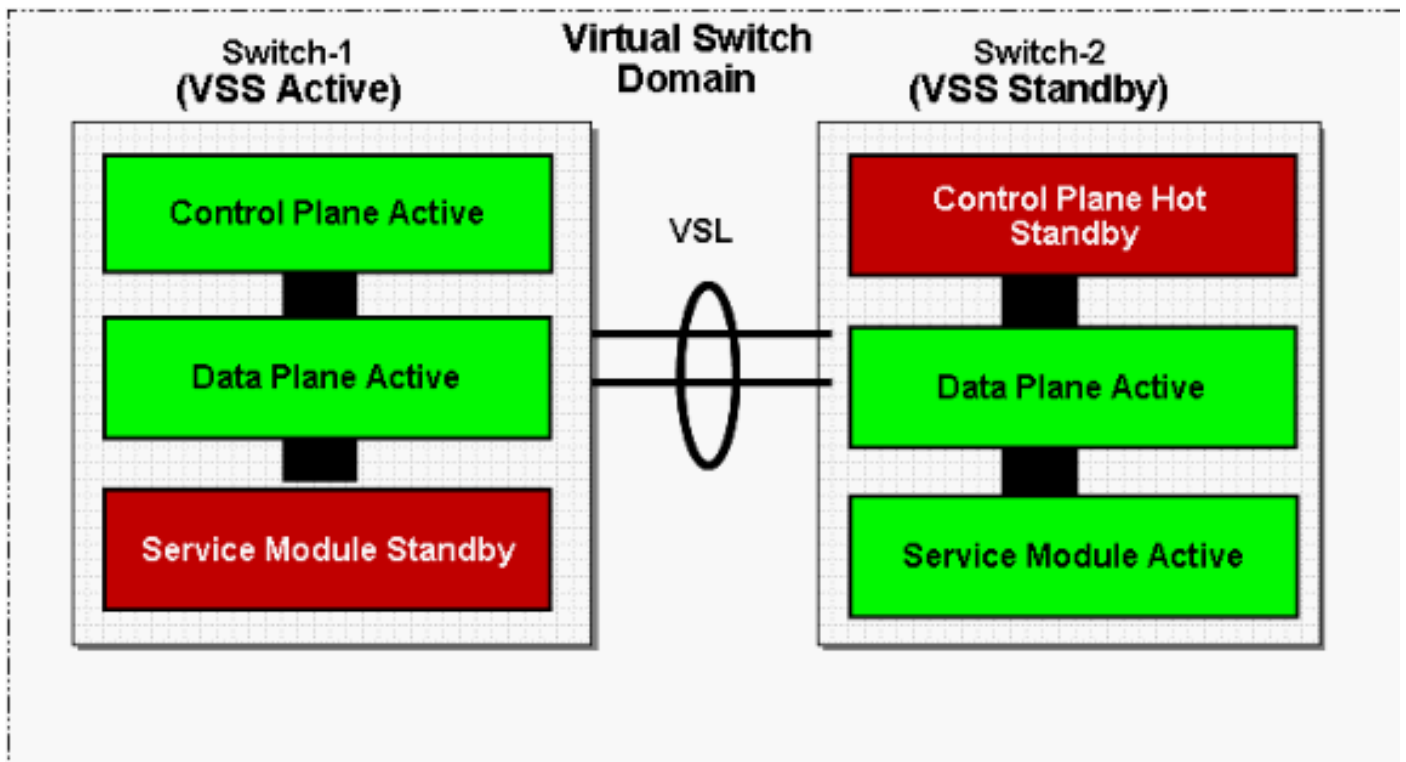 Switch-1
(VSS Active)
Virtual Switch
Domain
Switch-2
(VSS Standby)
Control Plane Active
Data Plane Active
Service Module Standby
VSL
Control Plane Hot
Standby
Data Plane Active
Service Module Active